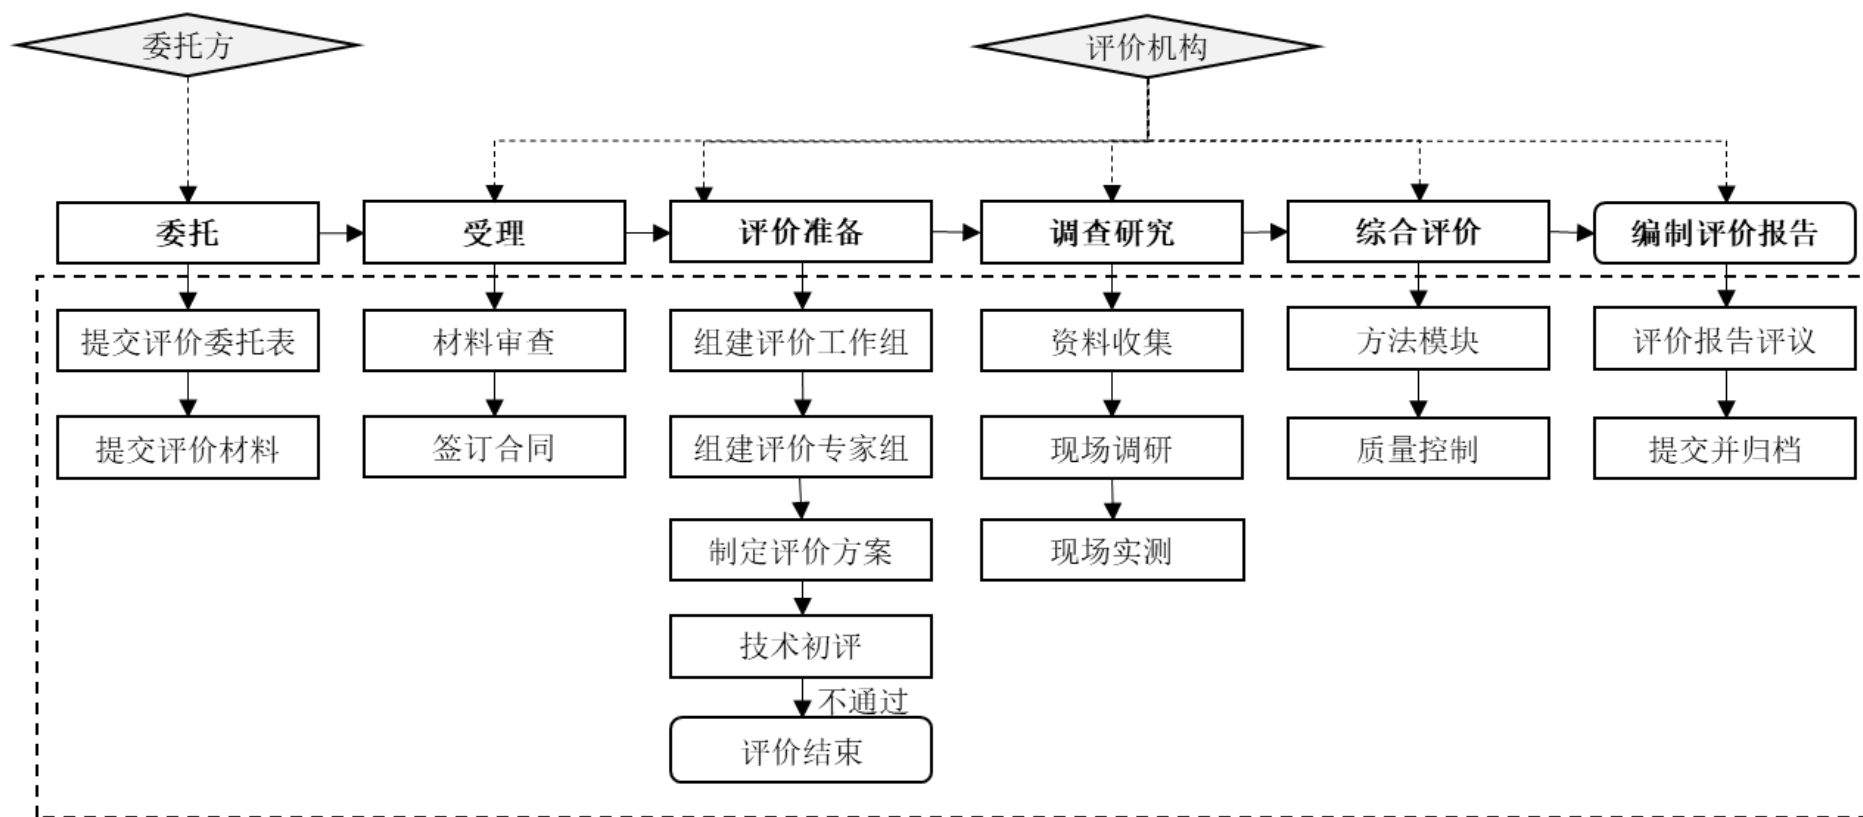 委托方
评价机构
委托
受理
评价准备
调查研究
综合评价
编制评价报告
提交评价委托表
材料审查
组建评价工作组
资料收集
方法模块
评价报告评议
提交评价材料
签订合同
组建评价专家组
现场调研
质量控制
提交并归档
制定评价方案
现场实测
技术初评
不通过
评价结束